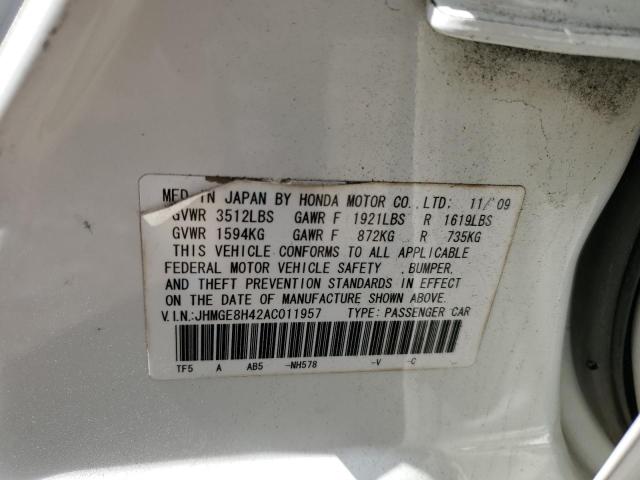 MFD IN JAPAN BY HONDA MOTOR CO.,LTD: 11/09
GVWR 3512LBS GAWR F 1921LBS R 1619LBS
GVWR 1594KG GAWR F 872KG R 735KG
THIS VEHICLE CONFORMS TO ALL APPLICABLE
FEDERAL MOTOR VEHICLE SAFETY ,BUMPER,
AND THEFT PREVENTION STANDARDS IN EFFECT
ON THE DATE OF MANUFACTURE SHOWN ABOVE.
V.I.N.:JHMGE8H42AC011957 TYPE: PASSENGER CAR
TF5 A AB5 -NH578 -V -C